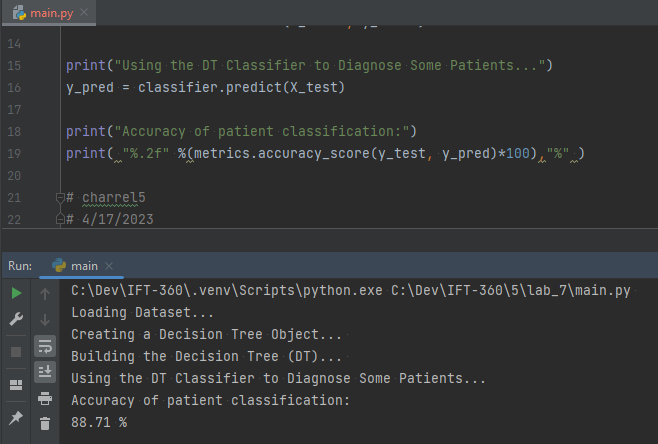 main.py
14
15 print("Using the DT Classifier to Diagnose Some Patients...")
16 y_pred = classifier.predict(X_test)
17
18 print("Accuracy of patient classification:")
19 print( "%.2f" %(metrics.accuracy_score(y_test, y_pred)*100),"%" )
20
21 # charrel5
22 # 4/17/2023
Run: main
C:\Dev\IFT-360\.venv\Scripts\python.exe C:\Dev\IFT-360\5\lab_7\main.py
Loading Dataset...
Creating a Decision Tree Object...
Building the Decision Tree (DT)...
Using the DT Classifier to Diagnose Some Patients...
Accuracy of patient classification:
88.71 %